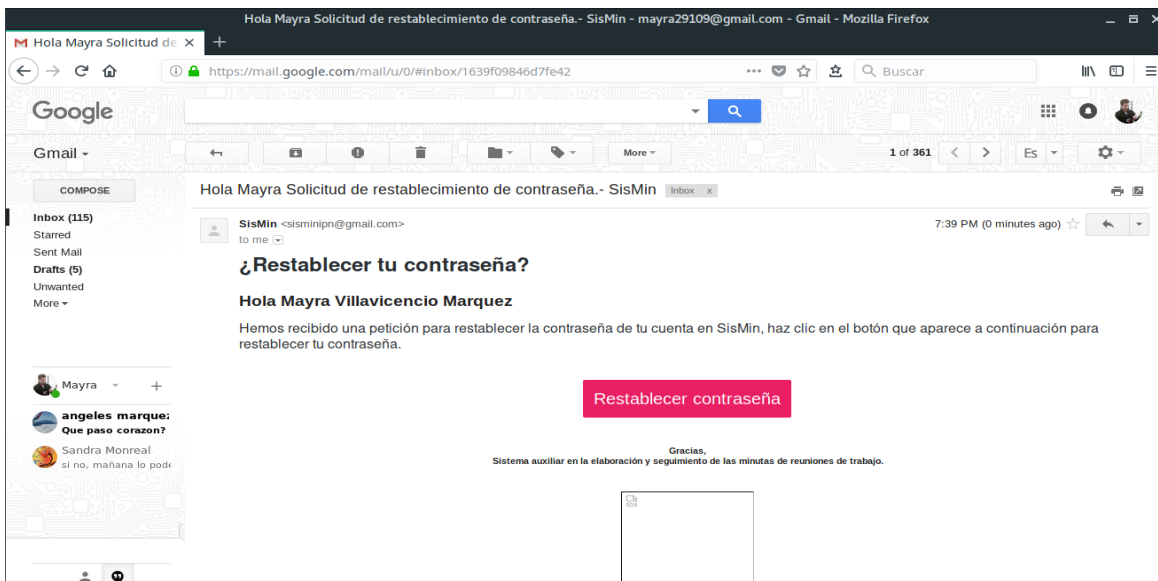 Hola Mayra Solicitud de restablecimiento de contraseña.- SisMin - mayra29109@gmail.com - Gmail - Mozilla Firefox
Hola Mayra Solicitud de
https://mail.google.com/mail/u/0/#inbox/1639f09846d7fe42
Buscar
Google
Gmail
More
1 of 361
Es
COMPOSE
Hola Mayra Solicitud de restablecimiento de contraseña.- SisMin
Inbox x
Inbox (115)
Starred
Sent Mail
Drafts (5)
Unwanted
More
SisMin <sisminipn@gmail.com>
7:39 PM (0 minutes ago)
to me
¿Restablecer tu contraseña?
Hola Mayra Villavicencio Marquez
Hemos recibido una petición para restablecer la contraseña de tu cuenta en SisMin, haz clic en el botón que aparece a continuación para
restablecer tu contraseña.
Restablecer contraseña
Gracias,
Sistema auxiliar en la elaboración y seguimiento de las minutas de reuniones de trabajo.
Mayra
angeles marquez
Que paso corazon?
Sandra Monreal
si no, mañana lo pode